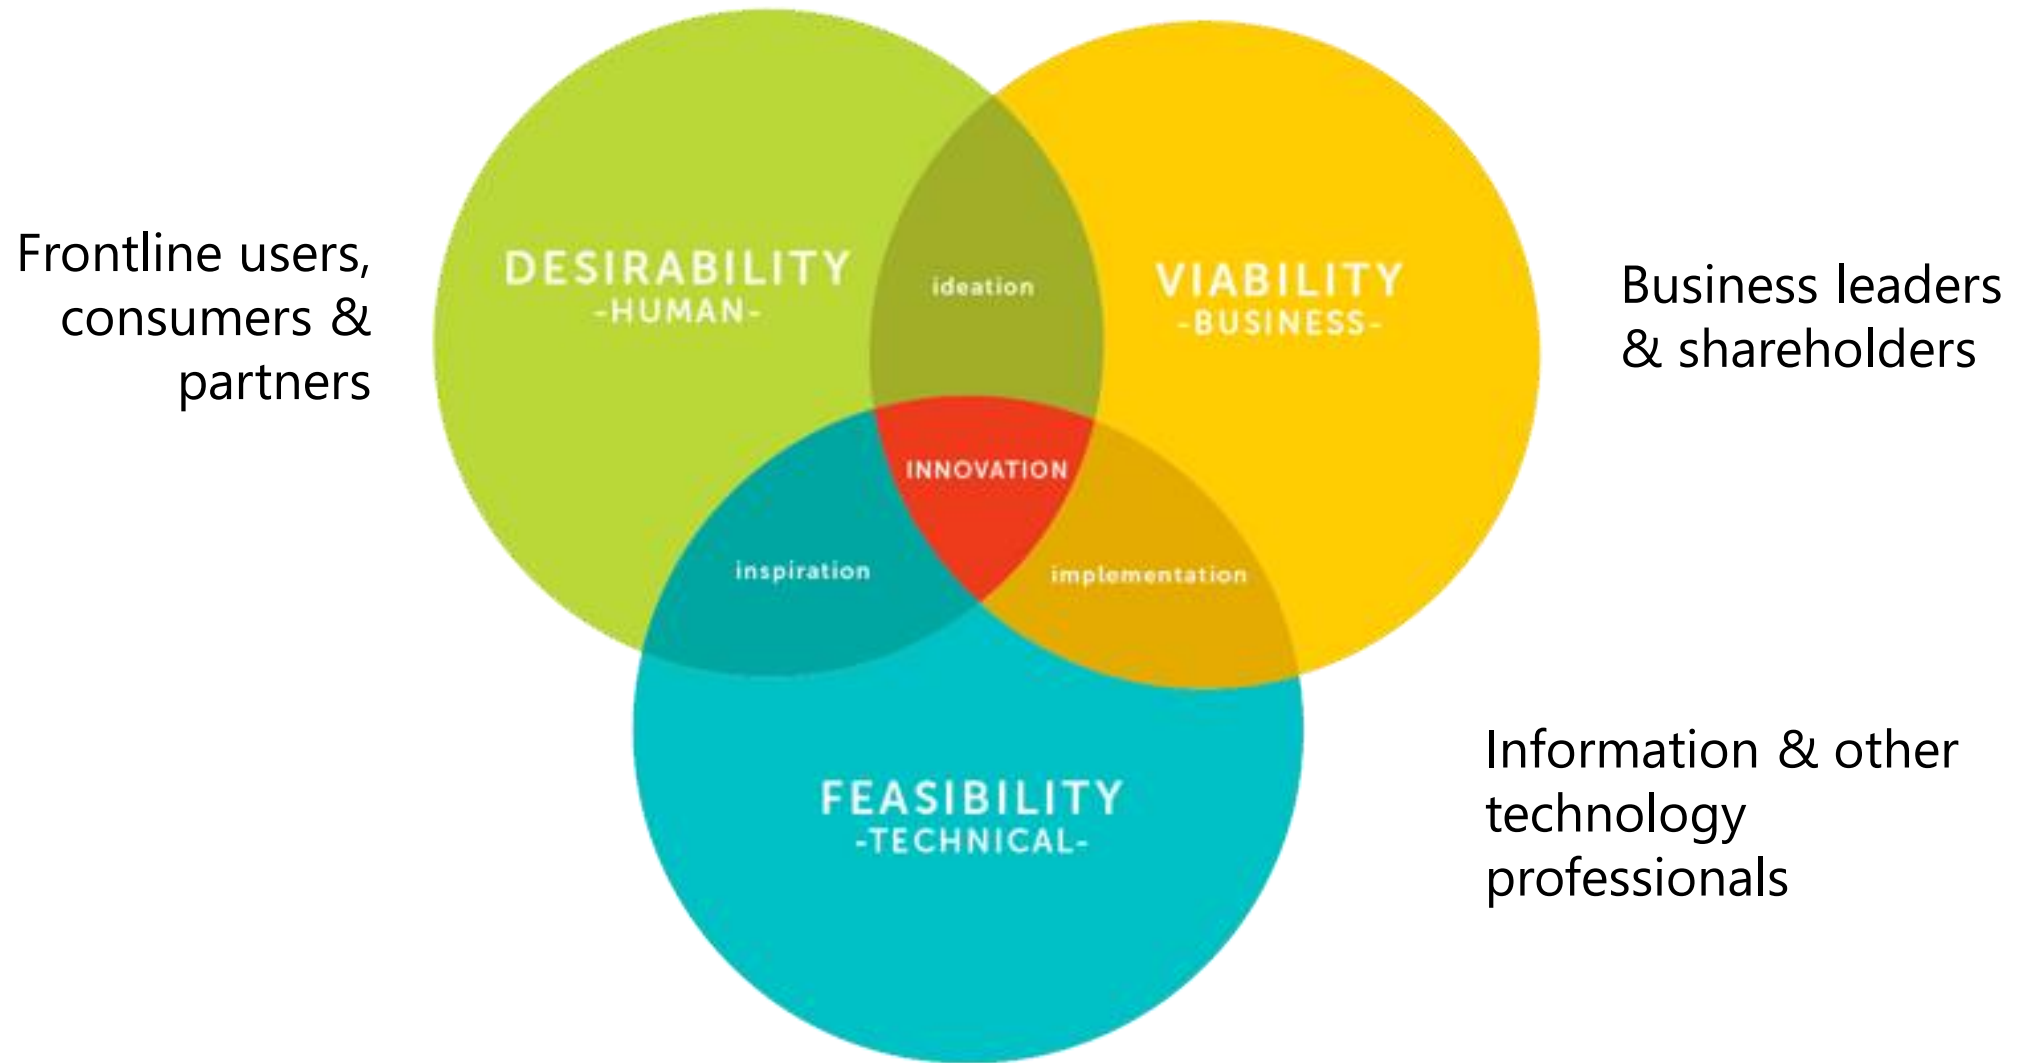 Frontline users,
consumers &
partners
DESIRABILITY
-HUMAN-
ideation
VIABILITY
-BUSINESS-
Business leaders
& shareholders
INNOVATION
inspiration
implementation
FEASIBILITY
-TECHNICAL-
Information & other
technology
professionals